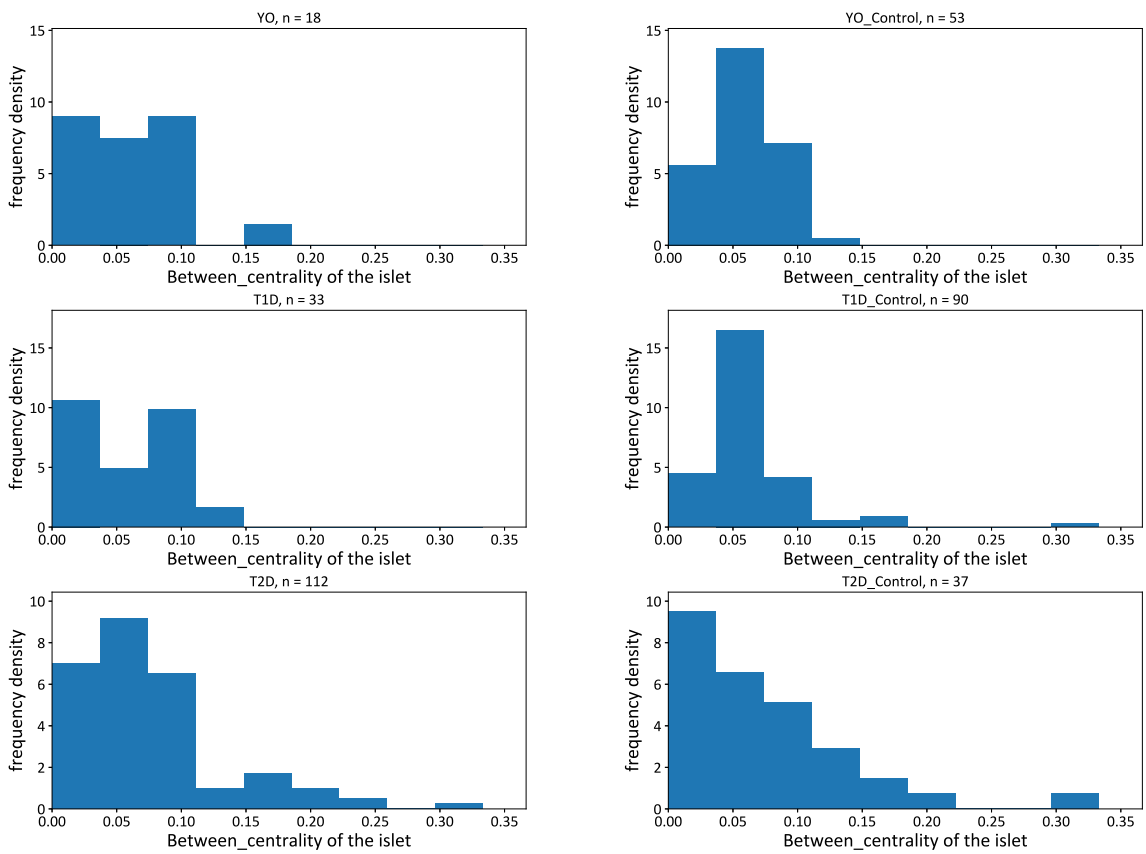 YO, n = 18
15
10
5
0
frequency density
0.00 0.05 0.10 0.15 0.20 0.25 0.30 0.35
Between_centrality of the islet
YO_Control, n = 53
15
10
5
0
frequency density
0.00 0.05 0.10 0.15 0.20 0.25 0.30 0.35
Between_centrality of the islet
T1D, n = 33
15
10
5
0
frequency density
0.00 0.05 0.10 0.15 0.20 0.25 0.30 0.35
Between_centrality of the islet
T1D_Control, n = 90
15
10
5
0
frequency density
0.00 0.05 0.10 0.15 0.20 0.25 0.30 0.35
Between_centrality of the islet
T2D, n = 112
10
8
6
4
2
0
frequency density
0.00 0.05 0.10 0.15 0.20 0.25 0.30 0.35
Between_centrality of the islet
T2D_Control, n = 37
10
8
6
4
2
0
frequency density
0.00 0.05 0.10 0.15 0.20 0.25 0.30 0.35
Between_centrality of the islet